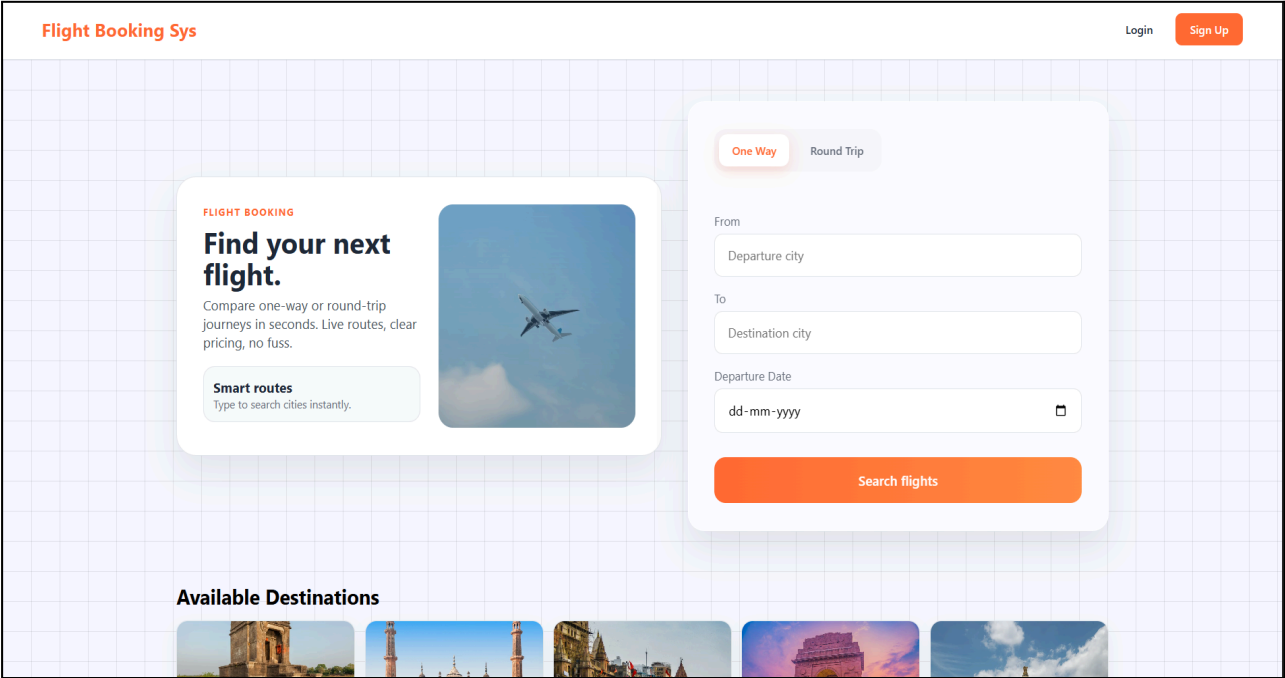 Flight Booking Sys
Login
Sign Up
FLIGHT BOOKING
Find your next
flight.
Compare one-way or round-trip
journeys in seconds. Live routes, clear
pricing, no fuss.
Smart routes
Type to search cities instantly.
One Way
Round Trip
From
Departure city
To
Destination city
Departure Date
dd-mm-yyyy
Search flights
Available Destinations